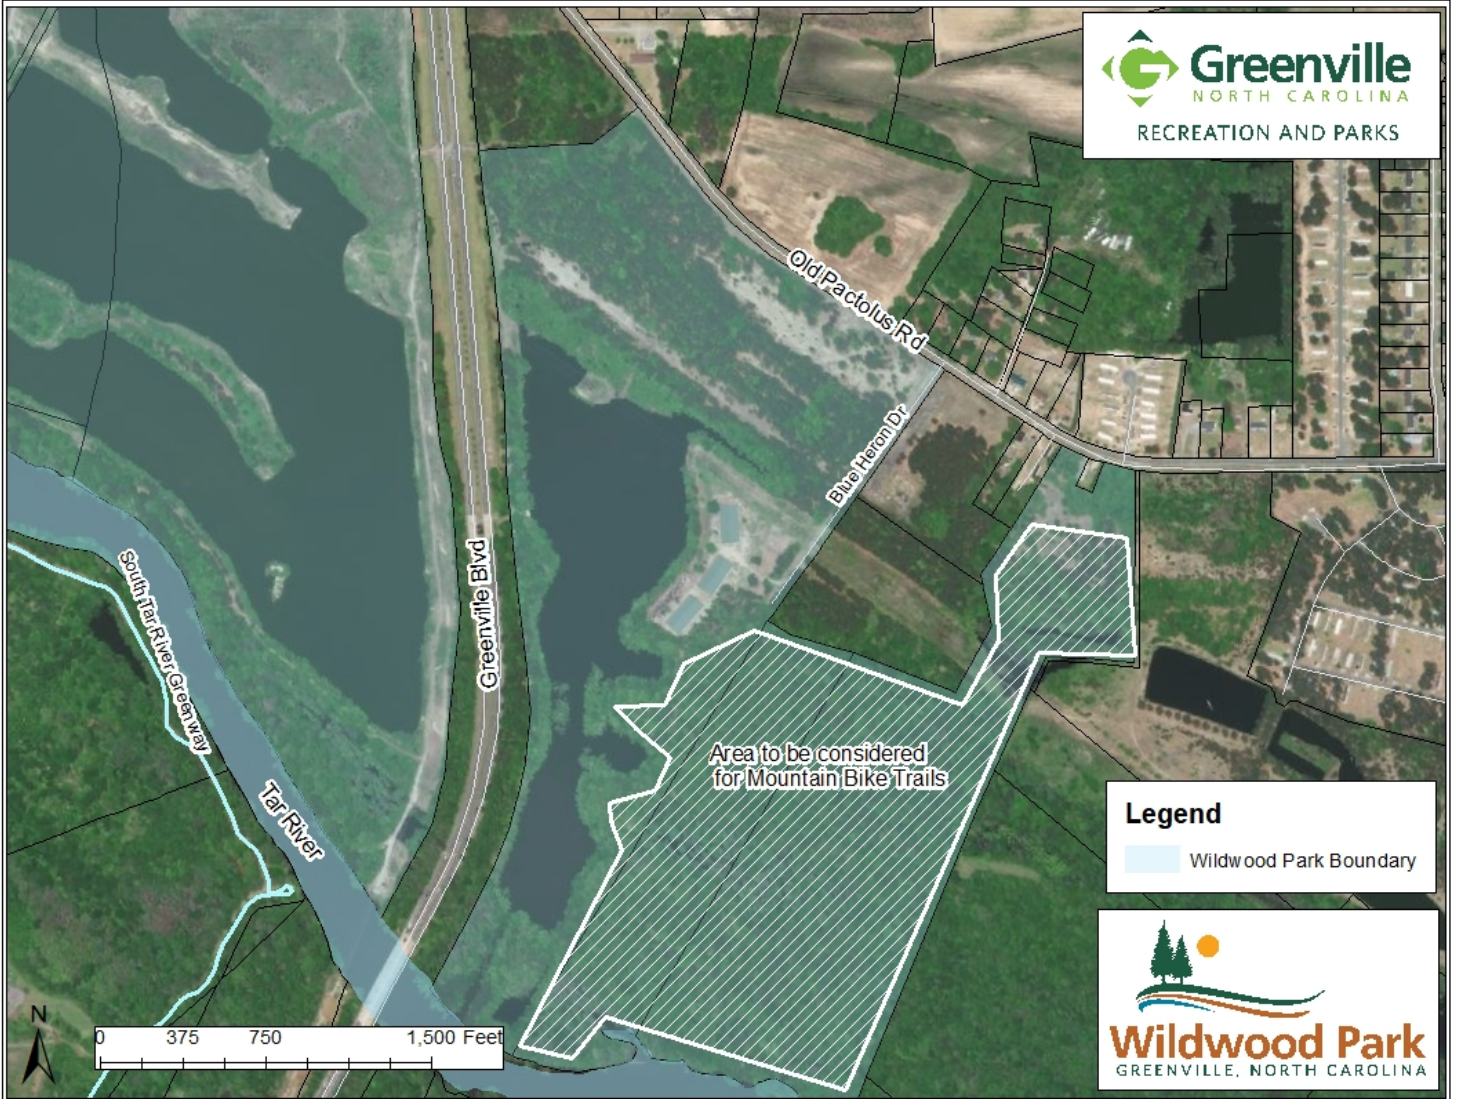 Greenville
NORTH CAROLINA
RECREATION AND PARKS
Old Pactolus Rd
Blue Heron Dr
Greenville Blvd
South Tar River Greenway
Tar River
Area to be considered
for Mountain Bike Trails
Legend
Wildwood Park Boundary
N
0 375 750 1,500 Feet
Wildwood Park
GREENVILLE, NORTH CAROLINA